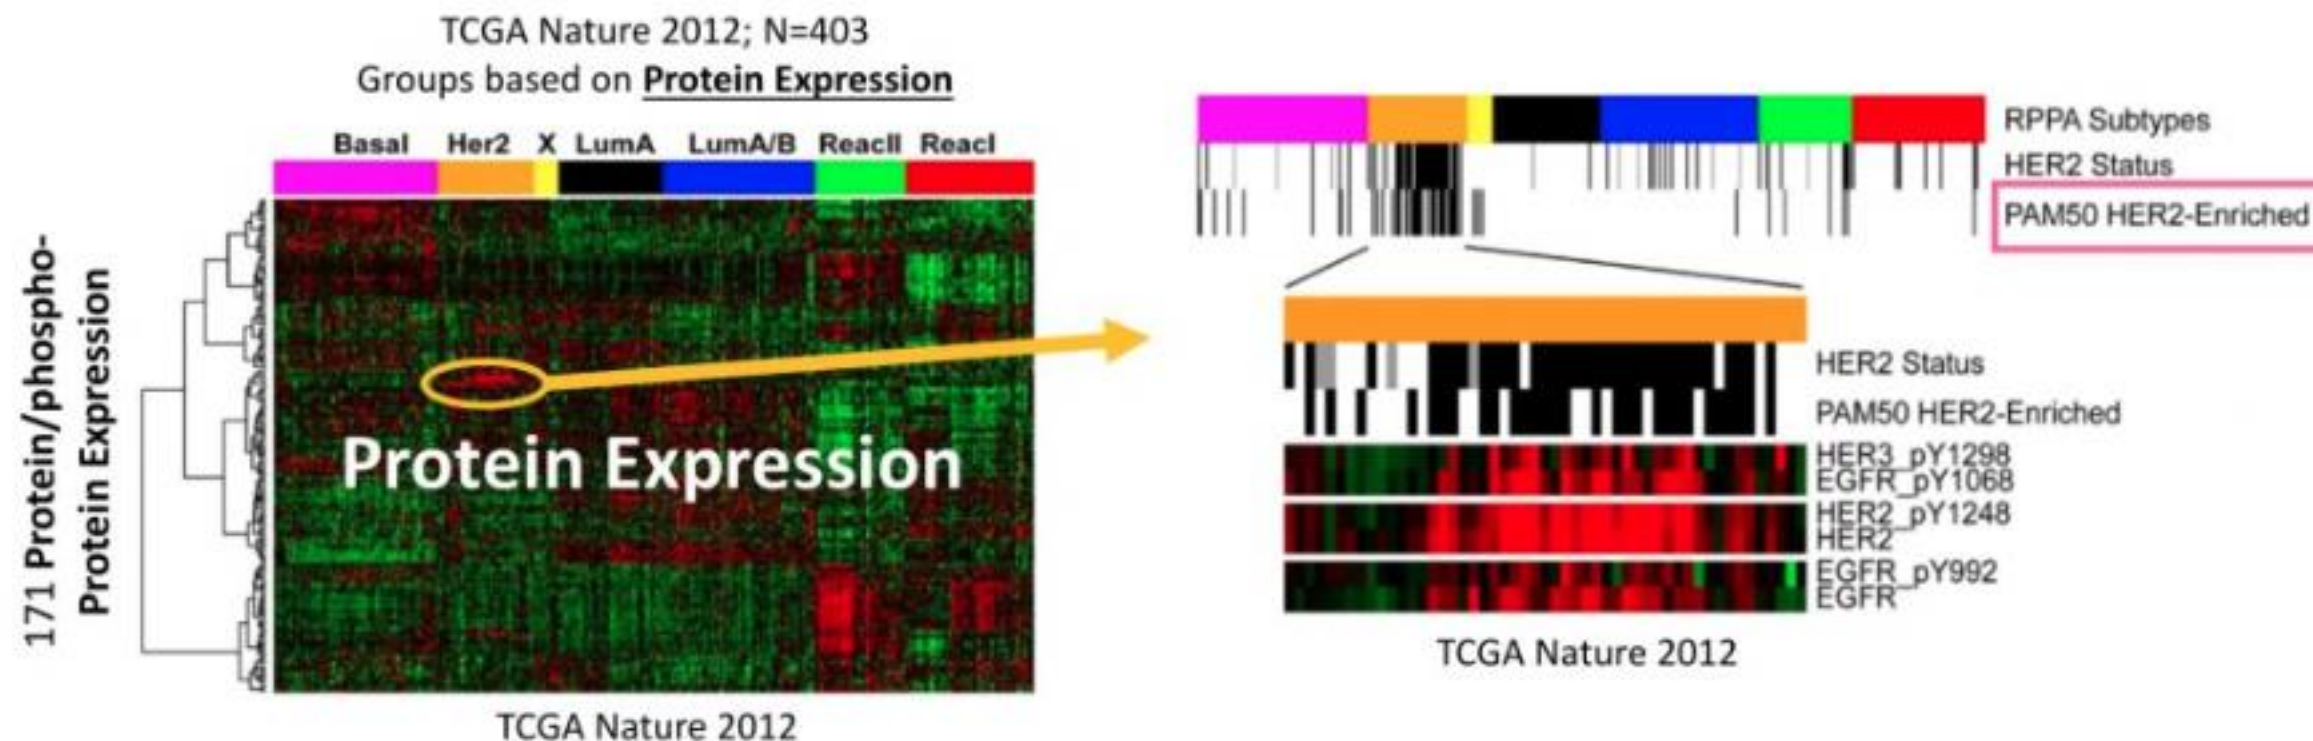 TCGA Nature 2012; N=403
Groups based on Protein Expression
Basal Her2 X LumA LumA/B ReacII ReacI
171 Protein/phospho-
Protein Expression
Protein Expression
TCGA Nature 2012
RPPA Subtypes
HER2 Status
PAM50 HER2-Enriched
HER2 Status
PAM50 HER2-Enriched
HER3_pY1298
EGFR_pY1068
HER2_pY1248
HER2
EGFR_pY992
EGFR
TCGA Nature 2012